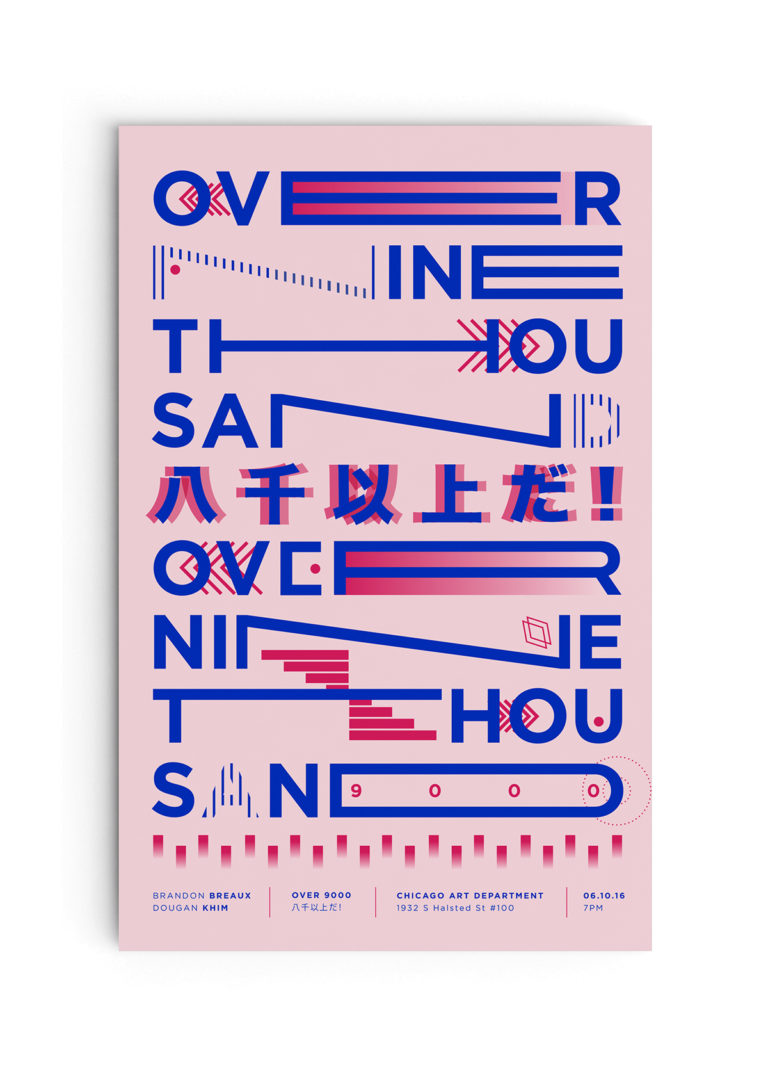 OVER
NINE
THOU
SAND
八千以上だ!
OVER
NINE
THOU
SAND
9000
BRANDON BREAUX
DOUGAN KHIM
OVER 9000
八千以上だ!
CHICAGO ART DEPARTMENT
1932 S Halsted St #100
06.10.16
7PM